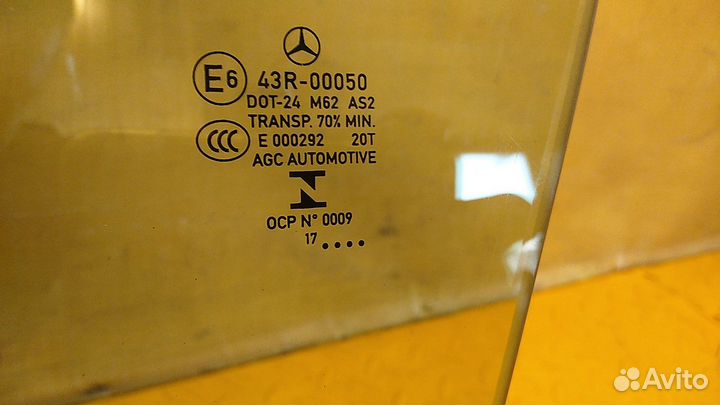 E6 43R-00050
DOT-24 M62 AS2
TRANSP. 70% MIN.
CCC E 000292 20T
AGC AUTOMOTIVE
N
OCP N° 0009
17 ....
Avito